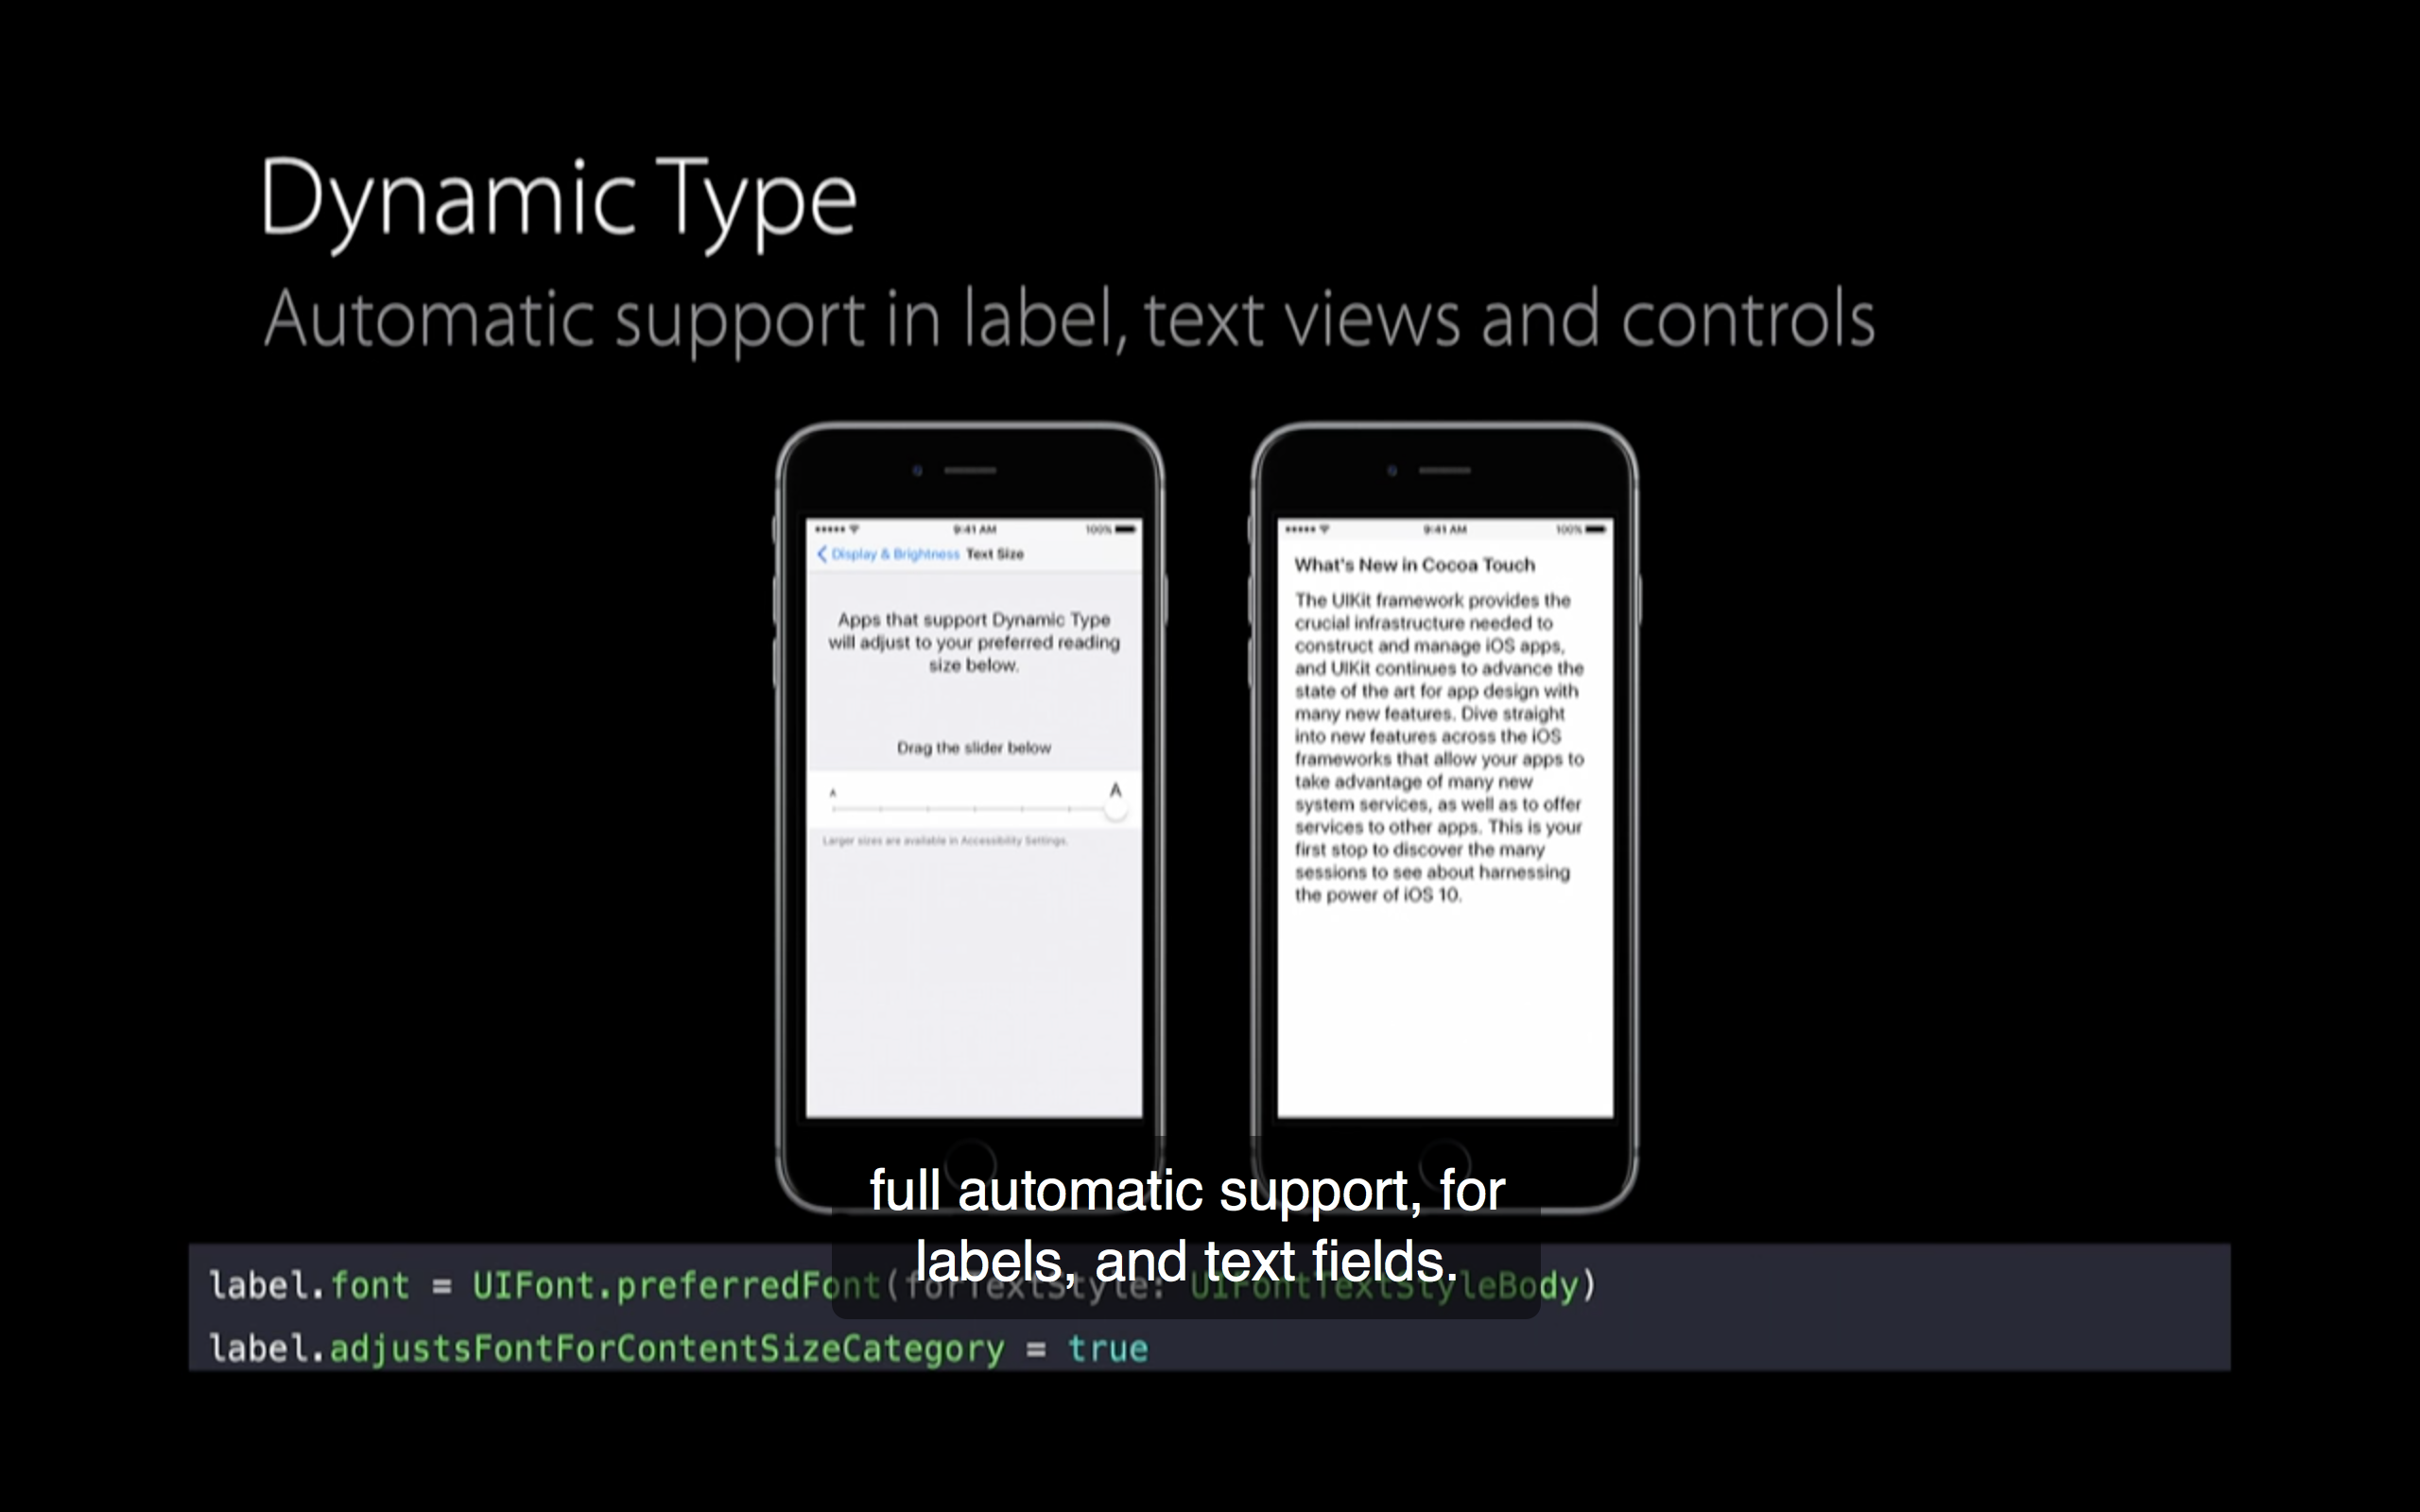 Dynamic Type
Automatic support in label, text views and controls
9:41 AM 100%
Display & Brightness Text Size
Apps that support Dynamic Type
will adjust to your preferred reading
size below.
Drag the slider below
A A
Larger sizes are available in Accessibility Settings.
9:41 AM 100%
What's New in Cocoa Touch
The UIKit framework provides the
crucial infrastructure needed to
construct and manage iOS apps,
and UIKit continues to advance the
state of the art for app design with
many new features. Dive straight
into new features across the iOS
frameworks that allow your apps to
take advantage of many new
system services, as well as to offer
services to other apps. This is your
first stop to discover the many
sessions to see about harnessing
the power of iOS 10.
full automatic support, for
labels, and text fields.
label.font = UIFont.preferredFont(forTextStyle: UIFontTextStyleBody)
label.adjustsFontForContentSizeCategory = true